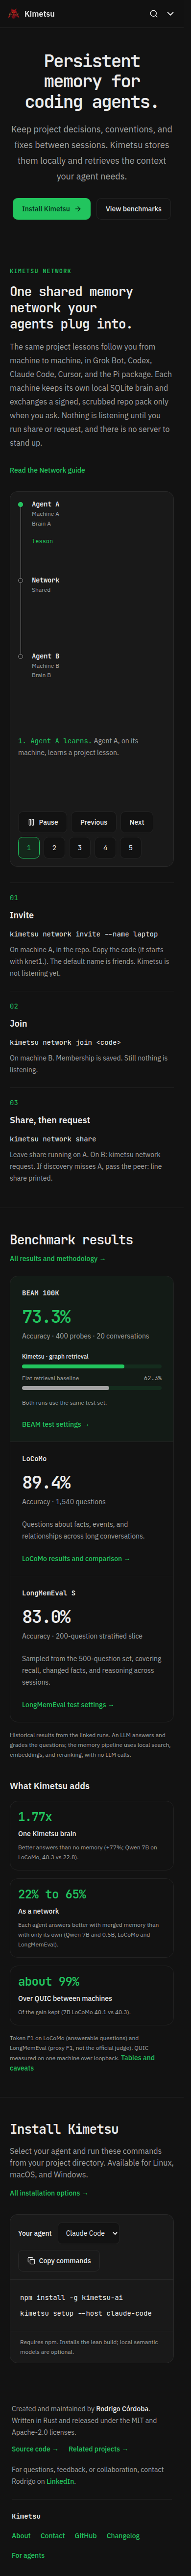 Kimetsu
Persistent
memory for
coding agents.
Keep project decisions, conventions, and
fixes between sessions. Kimetsu stores
them locally and retrieves the context
your agent needs.
Install Kimetsu →
View benchmarks
KIMETSU NETWORK
One shared memory
network your
agents plug into.
The same project lessons follow you from
machine to machine, in Grok Bot, Codex,
Claude Code, Cursor, and the Pi package. Each
machine keeps its own local SQLite brain and
exchanges a signed, scrubbed repo pack only
when you ask. Nothing is listening until you
run share or request, and there is no server to
stand up.
Read the Network guide
Agent A
Machine A
Brain A
lesson
Network
Shared
Agent B
Machine B
Brain B
1. Agent A learns. Agent A, on its
machine, learns a project lesson.
Pause
Previous
Next
1
2
3
4
5
01
Invite
kimetsu network invite --name laptop
On machine A, in the repo. Copy the code (it starts
with knet1.). The default name is friends. Kimetsu is
not listening yet.
02
Join
kimetsu network join <code>
On machine B. Membership is saved. Still nothing is
listening.
03
Share, then request
kimetsu network share
Leave share running on A. On B: kimetsu network
request. If discovery misses A, pass the peer: line
share printed.
Benchmark results
All results and methodology →
BEAM 100K
73.3%
Accuracy · 400 probes · 20 conversations
Kimetsu · graph retrieval
Flat retrieval baseline 62.3%
Both runs use the same test set.
BEAM test settings →
LoCoMo
89.4%
Accuracy · 1,540 questions
Questions about facts, events, and
relationships across long conversations.
LoCoMo results and comparison →
LongMemEval S
83.0%
Accuracy · 200-question stratified slice
Sampled from the 500-question set, covering
recall, changed facts, and reasoning across
sessions.
LongMemEval test settings →
Historical results from the linked runs. An LLM answers and
grades the questions; the memory pipeline uses local search,
embeddings, and reranking, with no LLM calls.
What Kimetsu adds
1.77x
One Kimetsu brain
Better answers than no memory (+77%; Qwen 7B on
LoCoMo, 40.3 vs 22.8).
22% to 65%
As a network
Each agent answers better with merged memory than
with only its own (Qwen 7B and 0.5B, LoCoMo and
LongMemEval).
about 99%
Over QUIC between machines
Of the gain kept (7B LoCoMo 40.1 vs 40.3).
Token F1 on LoCoMo (answerable questions) and
LongMemEval (proxy F1, not the official judge). QUIC
measured on one machine over loopback. Tables and
caveats
Install Kimetsu
Select your agent and run these commands
from your project directory. Available for Linux,
macOS, and Windows.
All installation options →
Your agent
Claude Code
Copy commands
npm install -g kimetsu-ai
kimetsu setup --host claude-code
Requires npm. Installs the lean build; local semantic
models are optional.
Created and maintained by Rodrigo Córdoba.
Written in Rust and released under the MIT and
Apache-2.0 licenses.
Source code → Related projects →
For questions, feedback, or collaboration, contact
Rodrigo on LinkedIn.
Kimetsu
About Contact GitHub Changelog
For agents